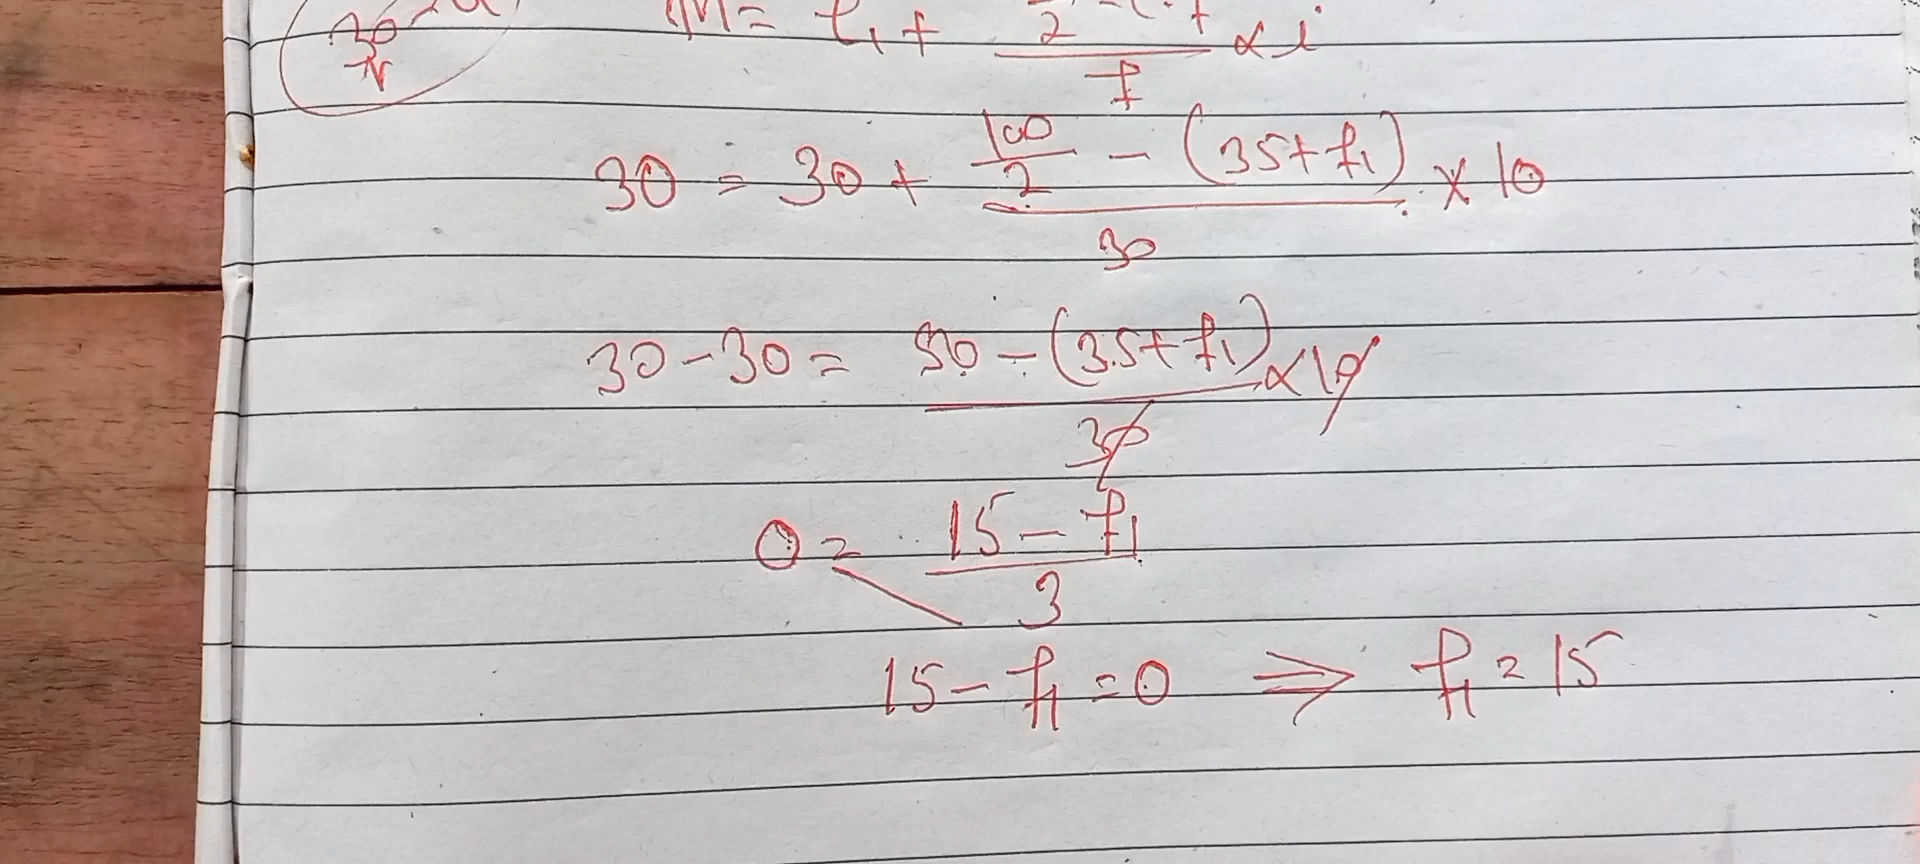 30
M = l₁ + 2 - c.f / f × i
30 = 30 + 100/2 - (35+f₁) / 30 × 10
30-30 = 50-(35+f₁) / 30 × 10
0 = 15 - f₁ / 3
15 - f₁ = 0 ⇒ f₁ = 15